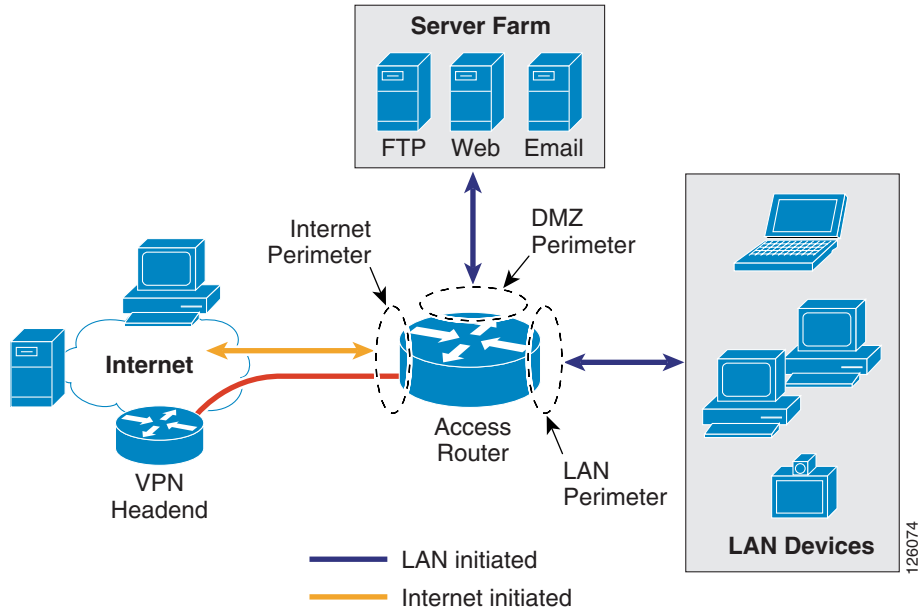 Server Farm
FTP
Web
Email
Internet
Perimeter
DMZ
Perimeter
Internet
Access
Router
VPN
Headend
LAN
Perimeter
LAN Devices
126074
LAN initiated
Internet initiated